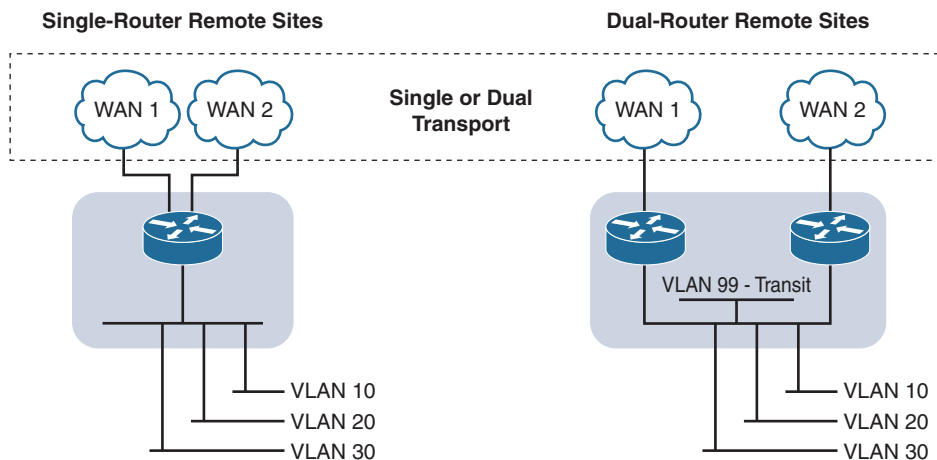 Single-Router Remote Sites
Dual-Router Remote Sites
WAN 1
WAN 2
Single or Dual
Transport
WAN 1
WAN 2
VLAN 99 - Transit
VLAN 10
VLAN 20
VLAN 30
VLAN 10
VLAN 20
VLAN 30